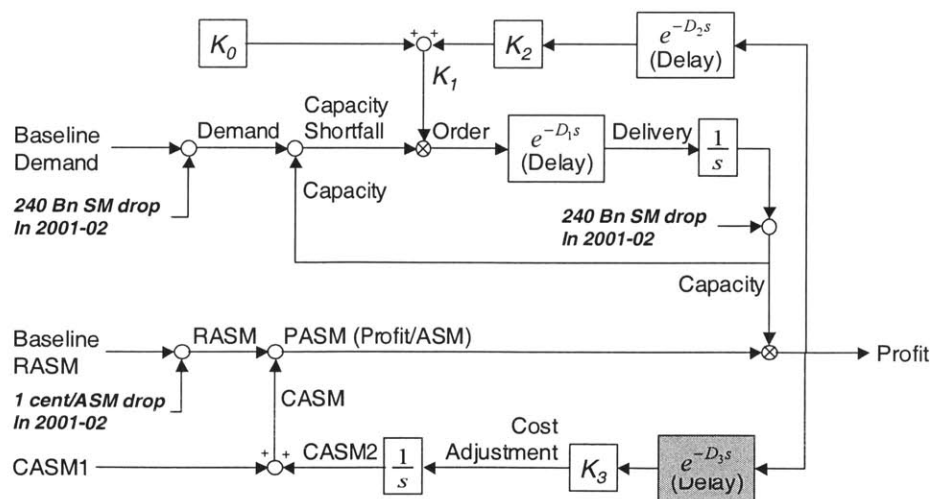 K0
+ +
K2
e^-D2s
(Delay)
K1
Baseline
Demand
Demand
Capacity
Shortfall
Order
e^-D1s
(Delay)
Delivery
1
s
240 Bn SM drop
In 2001-02
Capacity
240 Bn SM drop
In 2001-02
Capacity
Baseline
RASM
RASM
PASM (Profit/ASM)
Profit
1 cent/ASM drop
In 2001-02
CASM
CASM1
+ +
CASM2
1
s
Cost
Adjustment
K3
e^-D3s
(Delay)